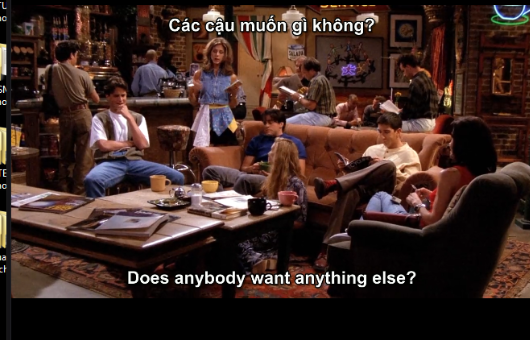 Các cậu muốn gì không?
Does anybody want anything else?